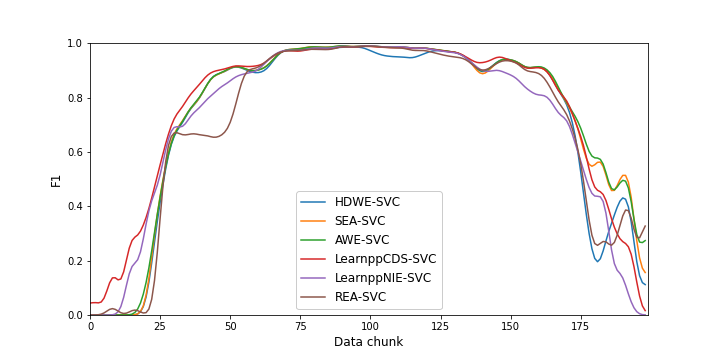 1.0
0.8
0.6
0.4
0.2
0.0
F1
HDWE-SVC
SEA-SVC
AWE-SVC
LearnppCDS-SVC
LearnppNIE-SVC
REA-SVC
0 25 50 75 100 125 150 175
Data chunk